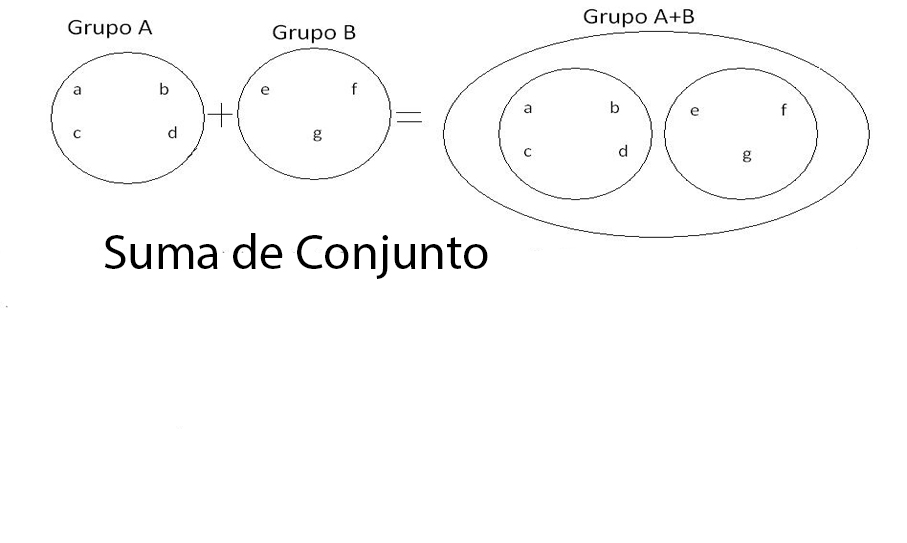 Grupo A
Grupo B
Grupo A+B
a b
c d
+
e f
g
=
a b
c d
e f
g
Suma de Conjunto